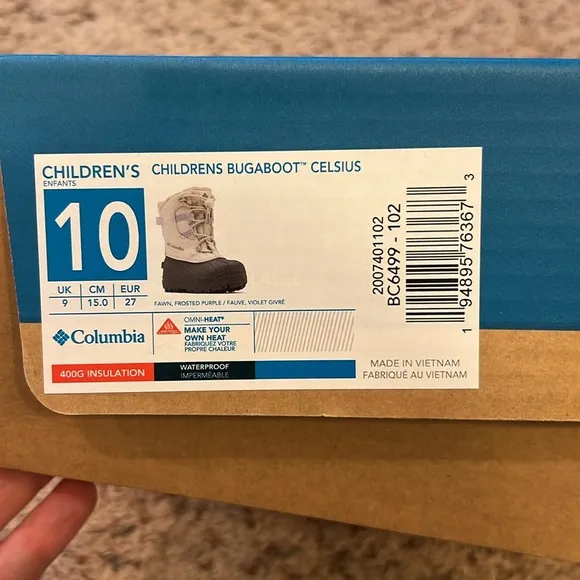 CHILDREN'S
ENFANTS
CHILDRENS BUGABOOT™ CELSIUS
10
UK CM EUR
9 15.0 27
FAWN, FROSTED PURPLE / FAUVE, VIOLET GIVRÉ
Columbia
OMNI-HEAT®
MAKE YOUR
OWN HEAT
FABRIQUEZ VOTRE
PROPRE CHALEUR
400G INSULATION
WATERPROOF
IMPERMÉABLE
2007401102
BC6499 - 102
1 94895 76367 3
MADE IN VIETNAM
FABRIQUÉ AU VIETNAM